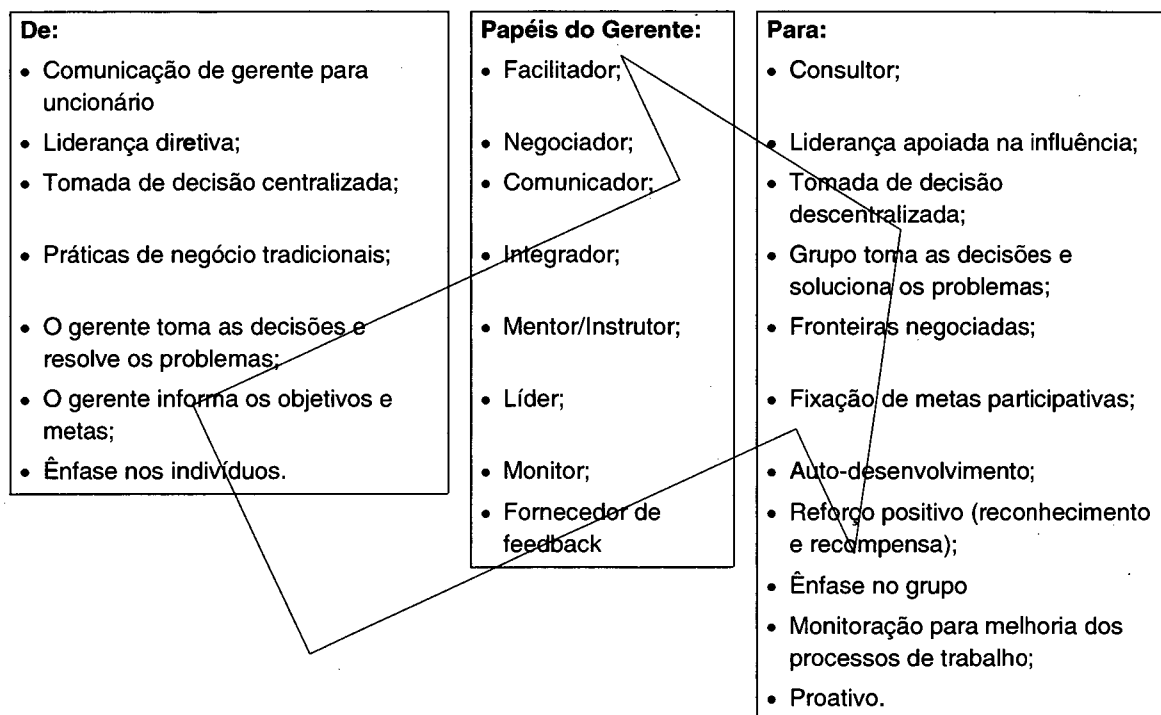 De:
• Comunicação de gerente para
uncionário
• Liderança diretiva;
• Tomada de decisão centralizada;
• Práticas de negócio tradicionais;
• O gerente toma as decisões e
resolve os problemas;
• O gerente informa os objetivos e
metas;
• Ênfase nos indivíduos.
Papéis do Gerente:
• Facilitador;
• Negociador;
• Comunicador;
• Integrador;
• Mentor/Instrutor;
• Líder;
• Monitor;
• Fornecedor de
feedback
Para:
• Consultor;
• Liderança apoiada na influência;
• Tomada de decisão
descentralizada;
• Grupo toma as decisões e
soluciona os problemas;
• Fronteiras negociadas;
• Fixação de metas participativas;
• Auto-desenvolvimento;
• Reforço positivo (reconhecimento
e recompensa);
• Ênfase no grupo
• Monitoração para melhoria dos
processos de trabalho;
• Proativo.